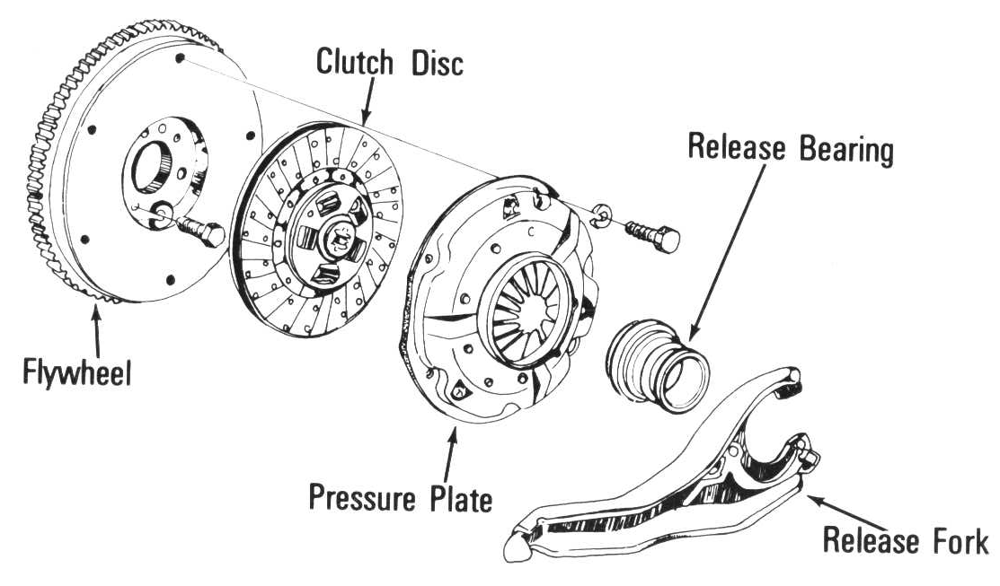 Clutch Disc
Release Bearing
Flywheel
Pressure Plate
Release Fork